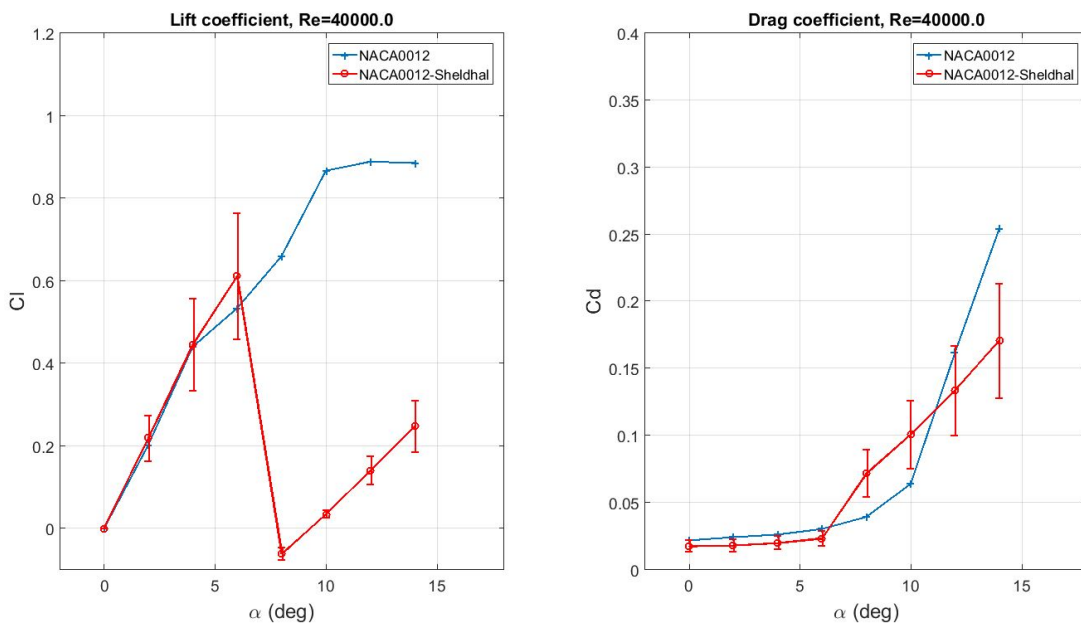 Lift coefficient, Re=40000.0
1.2
1
0.8
0.6
0.4
0.2
0
Cl
0
5
10
15
α (deg)
NACA0012
NACA0012-Sheldhal
Drag coefficient, Re=40000.0
0.4
0.35
0.3
0.25
0.2
0.15
0.1
0.05
0
Cd
0
5
10
15
α (deg)
NACA0012
NACA0012-Sheldhal